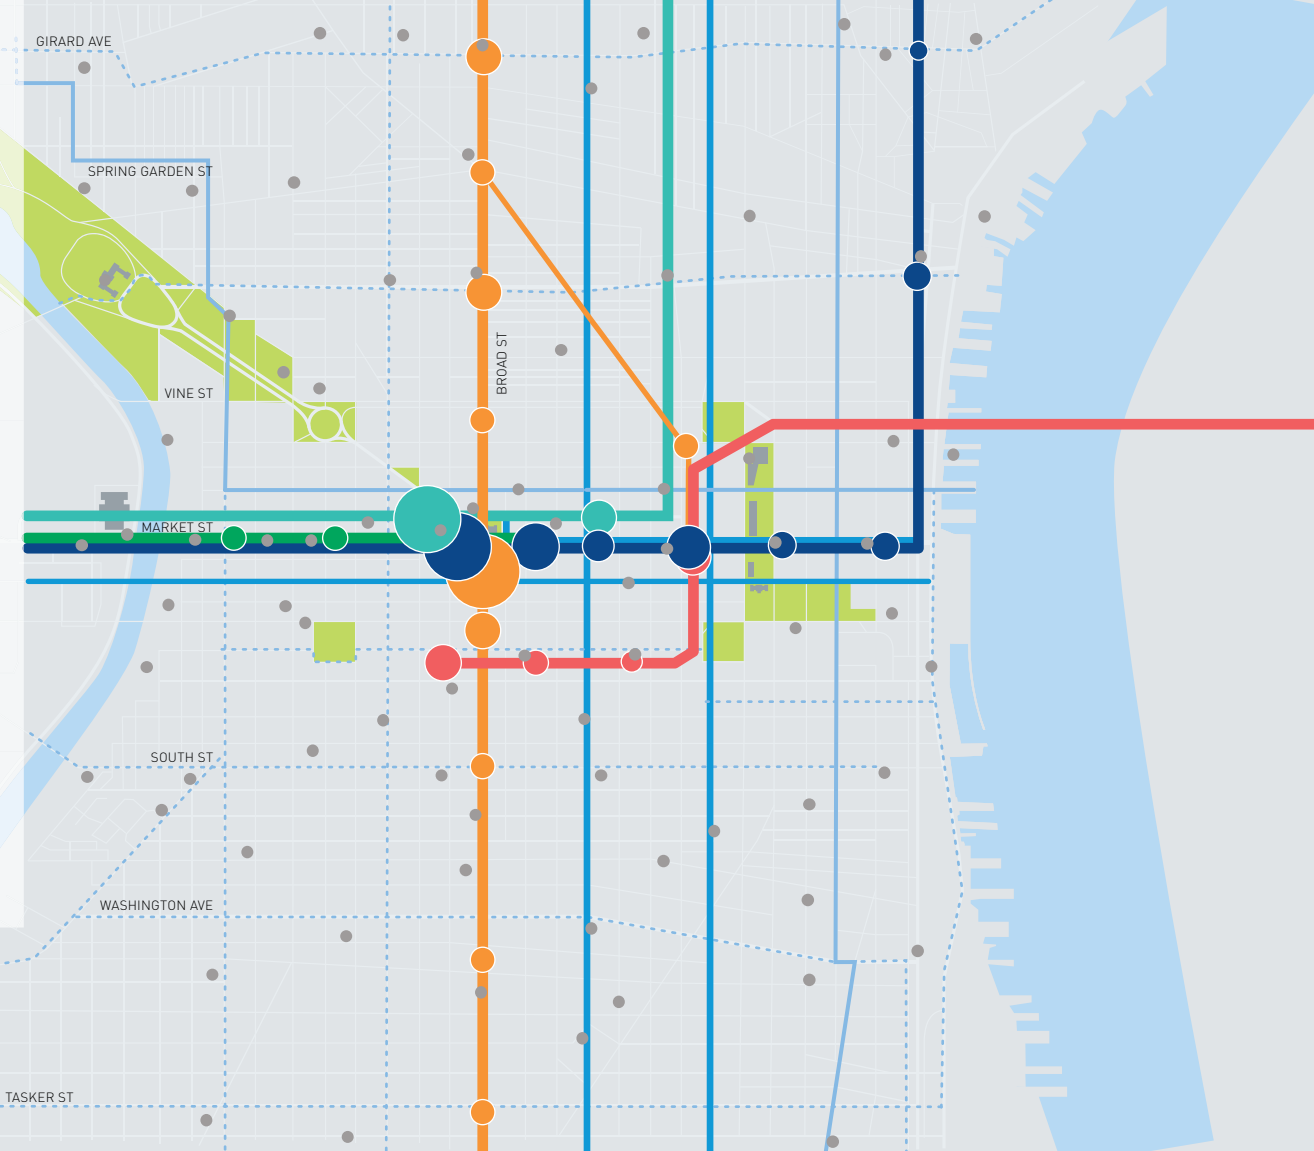 GIRARD AVE
SPRING GARDEN ST
BROAD ST
VINE ST
MARKET ST
SOUTH ST
WASHINGTON AVE
TASKER ST